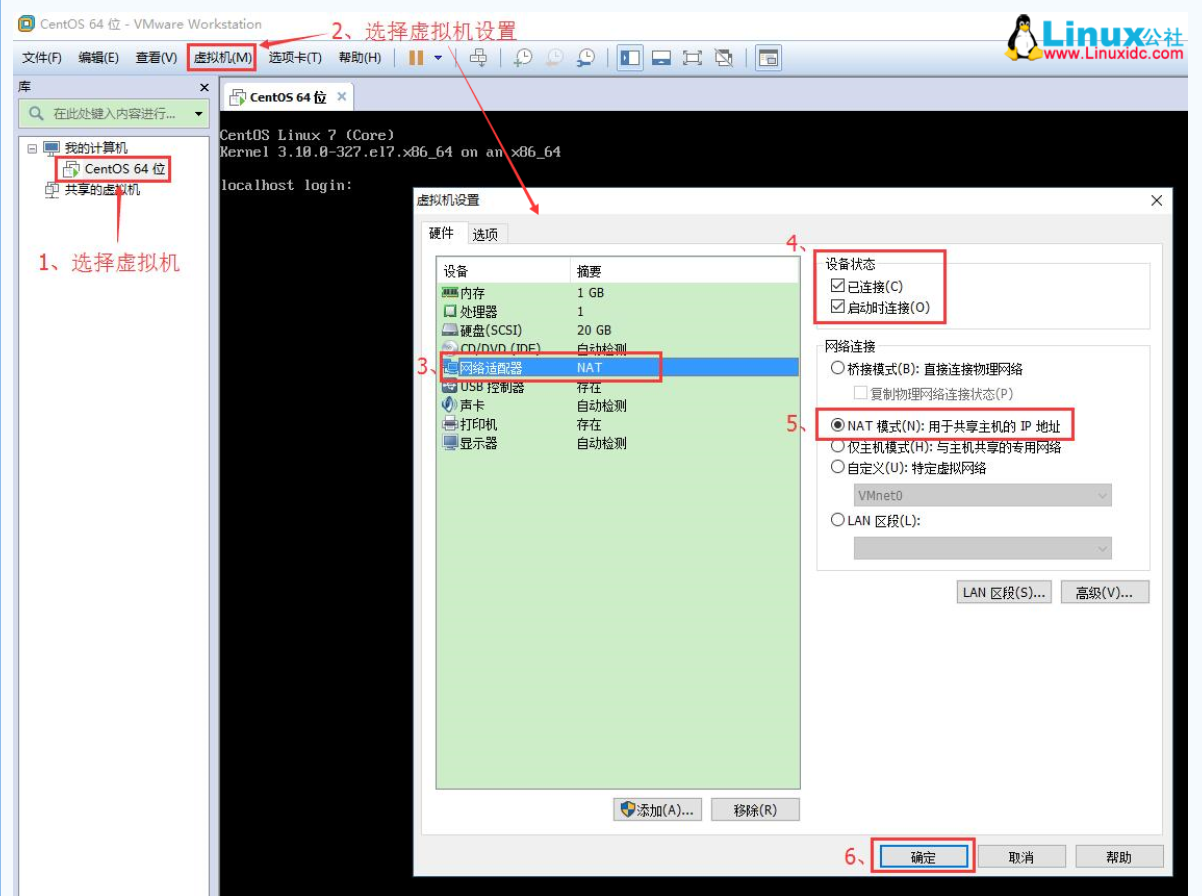 CentOS 64 位 - VMware Workstation
2、选择虚拟机设置
Linux公社
www.Linuxidc.com
文件(F) 编辑(E) 查看(V) 虚拟机(M) 选项卡(T) 帮助(H)
库
在此处键入内容进行...
我的计算机
CentOS 64 位
共享的虚拟机
1、选择虚拟机
CentOS 64 位
CentOS Linux 7 (Core)
Kernel 3.10.0-327.el7.x86_64 on an x86_64
localhost login:
虚拟机设置
硬件 选项
设备 摘要
内存 1 GB
处理器 1
硬盘(SCSI) 20 GB
CD/DVD (IDE) 自动检测
3、网络适配器 NAT
USB 控制器 存在
声卡 自动检测
打印机 存在
显示器 自动检测
添加(A)... 移除(R)
4、
设备状态
已连接(C)
启动时连接(O)
网络连接
桥接模式(B): 直接连接物理网络
复制物理网络连接状态(P)
5、NAT 模式(N): 用于共享主机的 IP 地址
仅主机模式(H): 与主机共享的专用网络
自定义(U): 特定虚拟网络
VMnet0
LAN 区段(L):
LAN 区段(S)... 高级(V)...
6、确定 取消 帮助